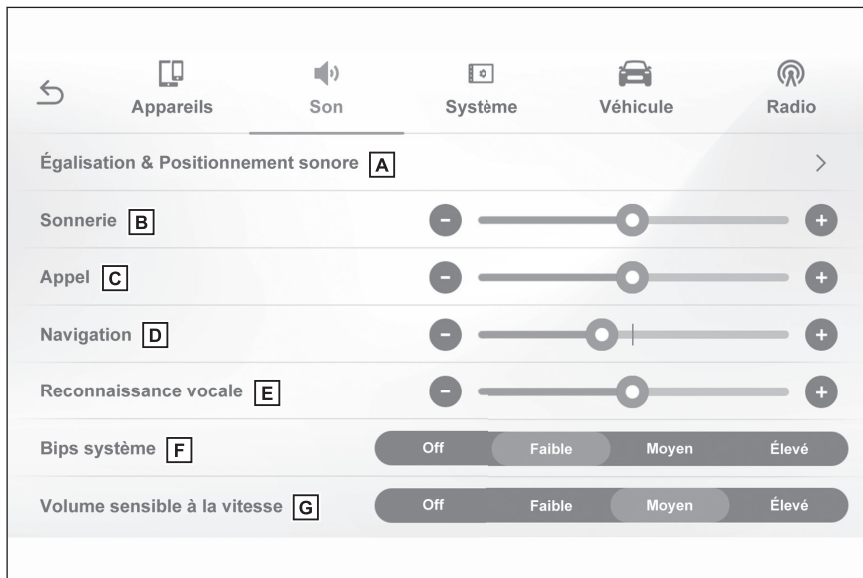 Appareils Son Système Véhicule Radio
Égalisation & Positionnement sonore A
Sonnerie B
Appel C
Navigation D
Reconnaissance vocale E
Bips système F Off Faible Moyen Élevé
Volume sensible à la vitesse G Off Faible Moyen Élevé